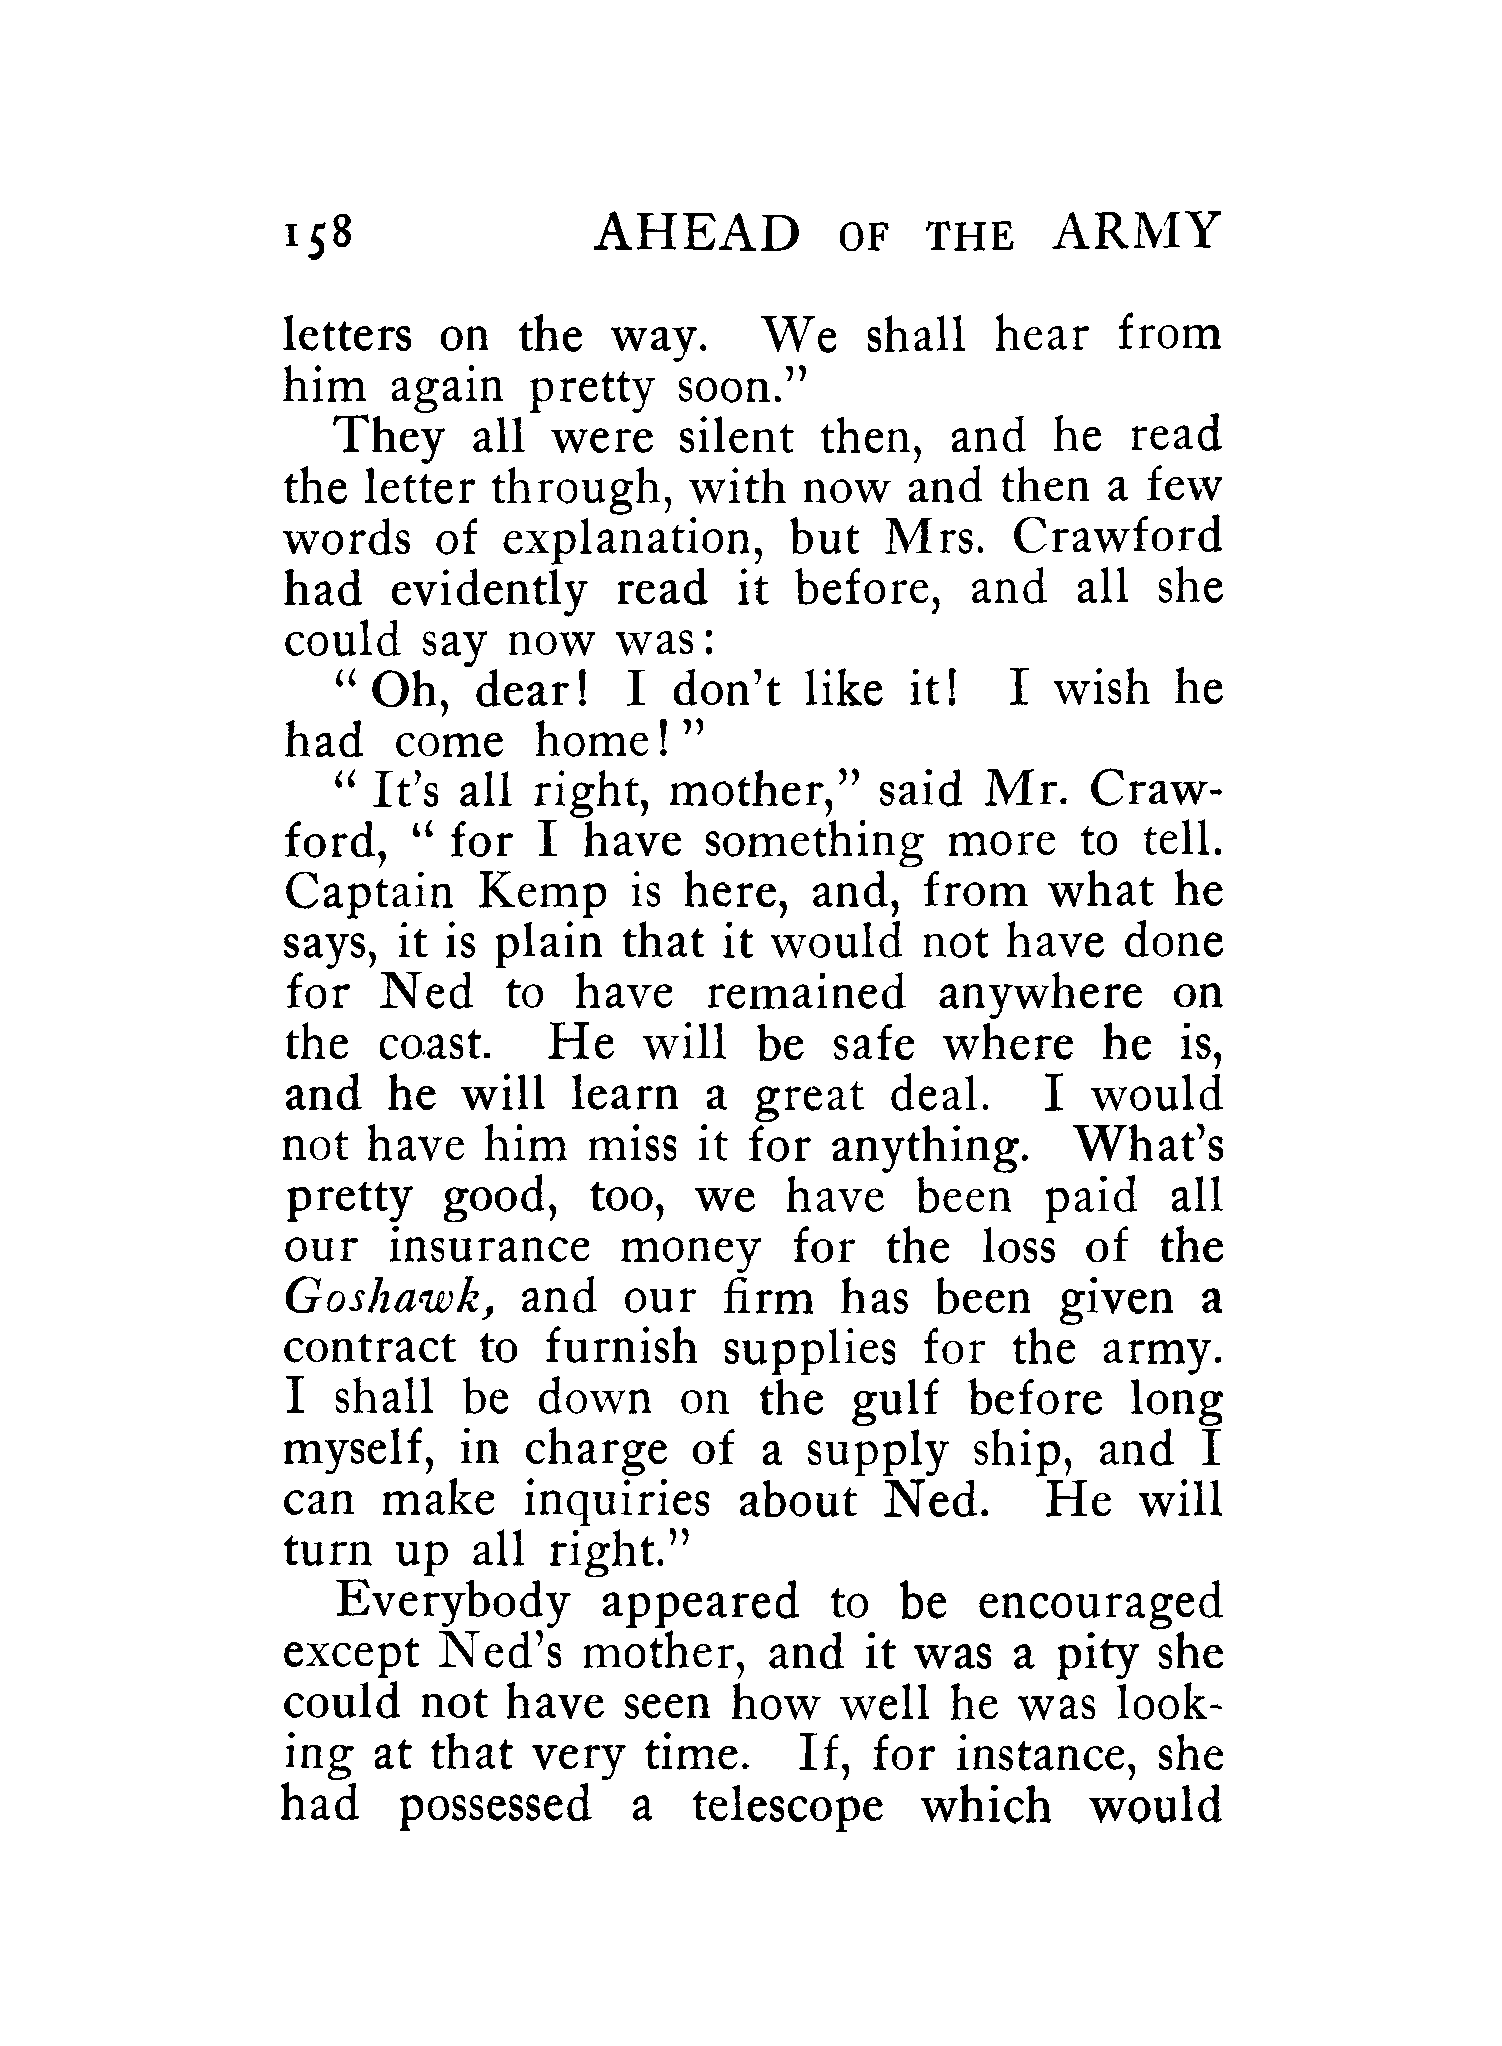 158 AHEAD OF THE ARMY
letters on the way. We shall hear from
him again pretty soon.”
They all were silent then, and he read
the letter through, with now and then a few
words of explanation, but Mrs. Crawford
had evidently read it before, and all she
could say now was:
“ Oh, dear! I don’t like it! I wish he
had come home! ”
“ It’s all right, mother,” said Mr. Craw-
ford, “ for I have something more to tell.
Captain Kemp is here, and, from what he
says, it is plain that it would not have done
for Ned to have remained anywhere on
the coast. He will be safe where he is,
and he will learn a great deal. I would
not have him miss it for anything. What’s
pretty good, too, we have been paid all
our insurance money for the loss of the
Goshawk, and our firm has been given a
contract to furnish supplies for the army.
I shall be down on the gulf before long
myself, in charge of a supply ship, and I
can make inquiries about Ned. He will
turn up all right.”
Everybody appeared to be encouraged
except Ned’s mother, and it was a pity she
could not have seen how well he was look-
ing at that very time. If, for instance, she
had possessed a telescope which would